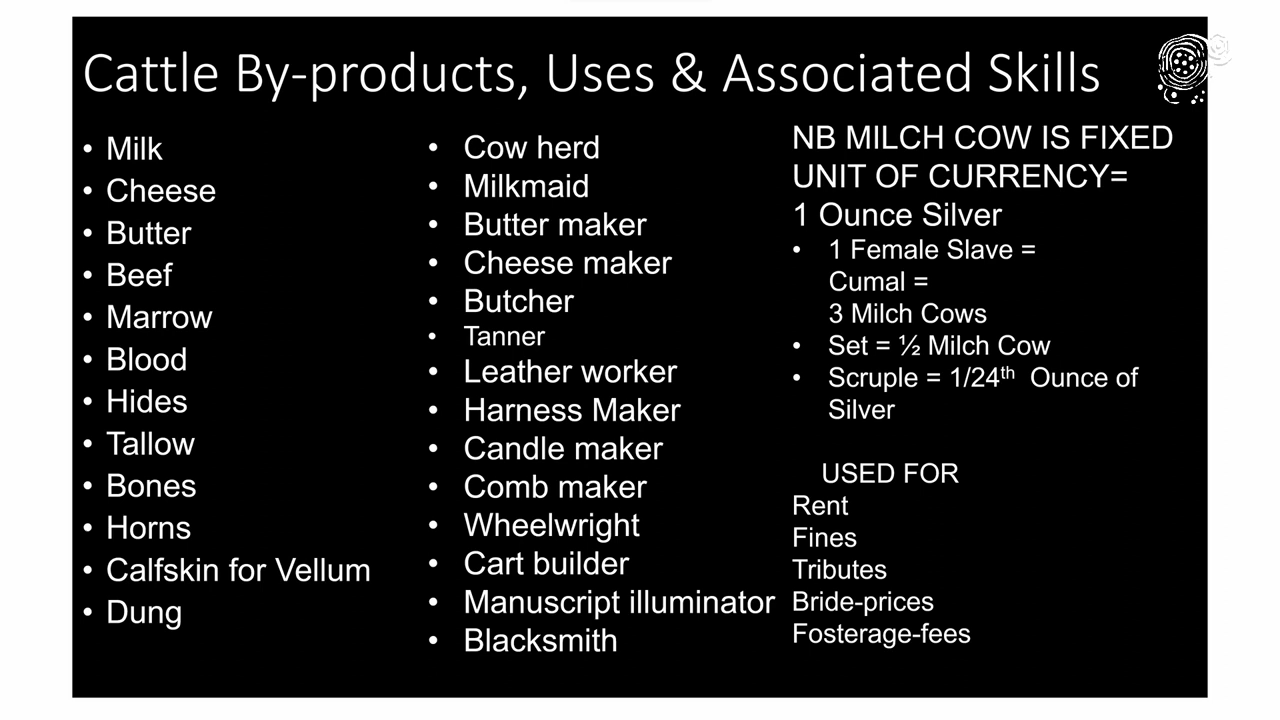 Cattle By-products, Uses & Associated Skills
• Milk
• Cheese
• Butter
• Beef
• Marrow
• Blood
• Hides
• Tallow
• Bones
• Horns
• Calfskin for Vellum
• Dung
• Cow herd
• Milkmaid
• Butter maker
• Cheese maker
• Butcher
• Tanner
• Leather worker
• Harness Maker
• Candle maker
• Comb maker
• Wheelwright
• Cart builder
• Manuscript illuminator
• Blacksmith
NB MILCH COW IS FIXED
UNIT OF CURRENCY=
1 Ounce Silver
• 1 Female Slave =
Cumal =
3 Milch Cows
• Set = ½ Milch Cow
• Scruple = 1/24th Ounce of
Silver
USED FOR
Rent
Fines
Tributes
Bride-prices
Fosterage-fees